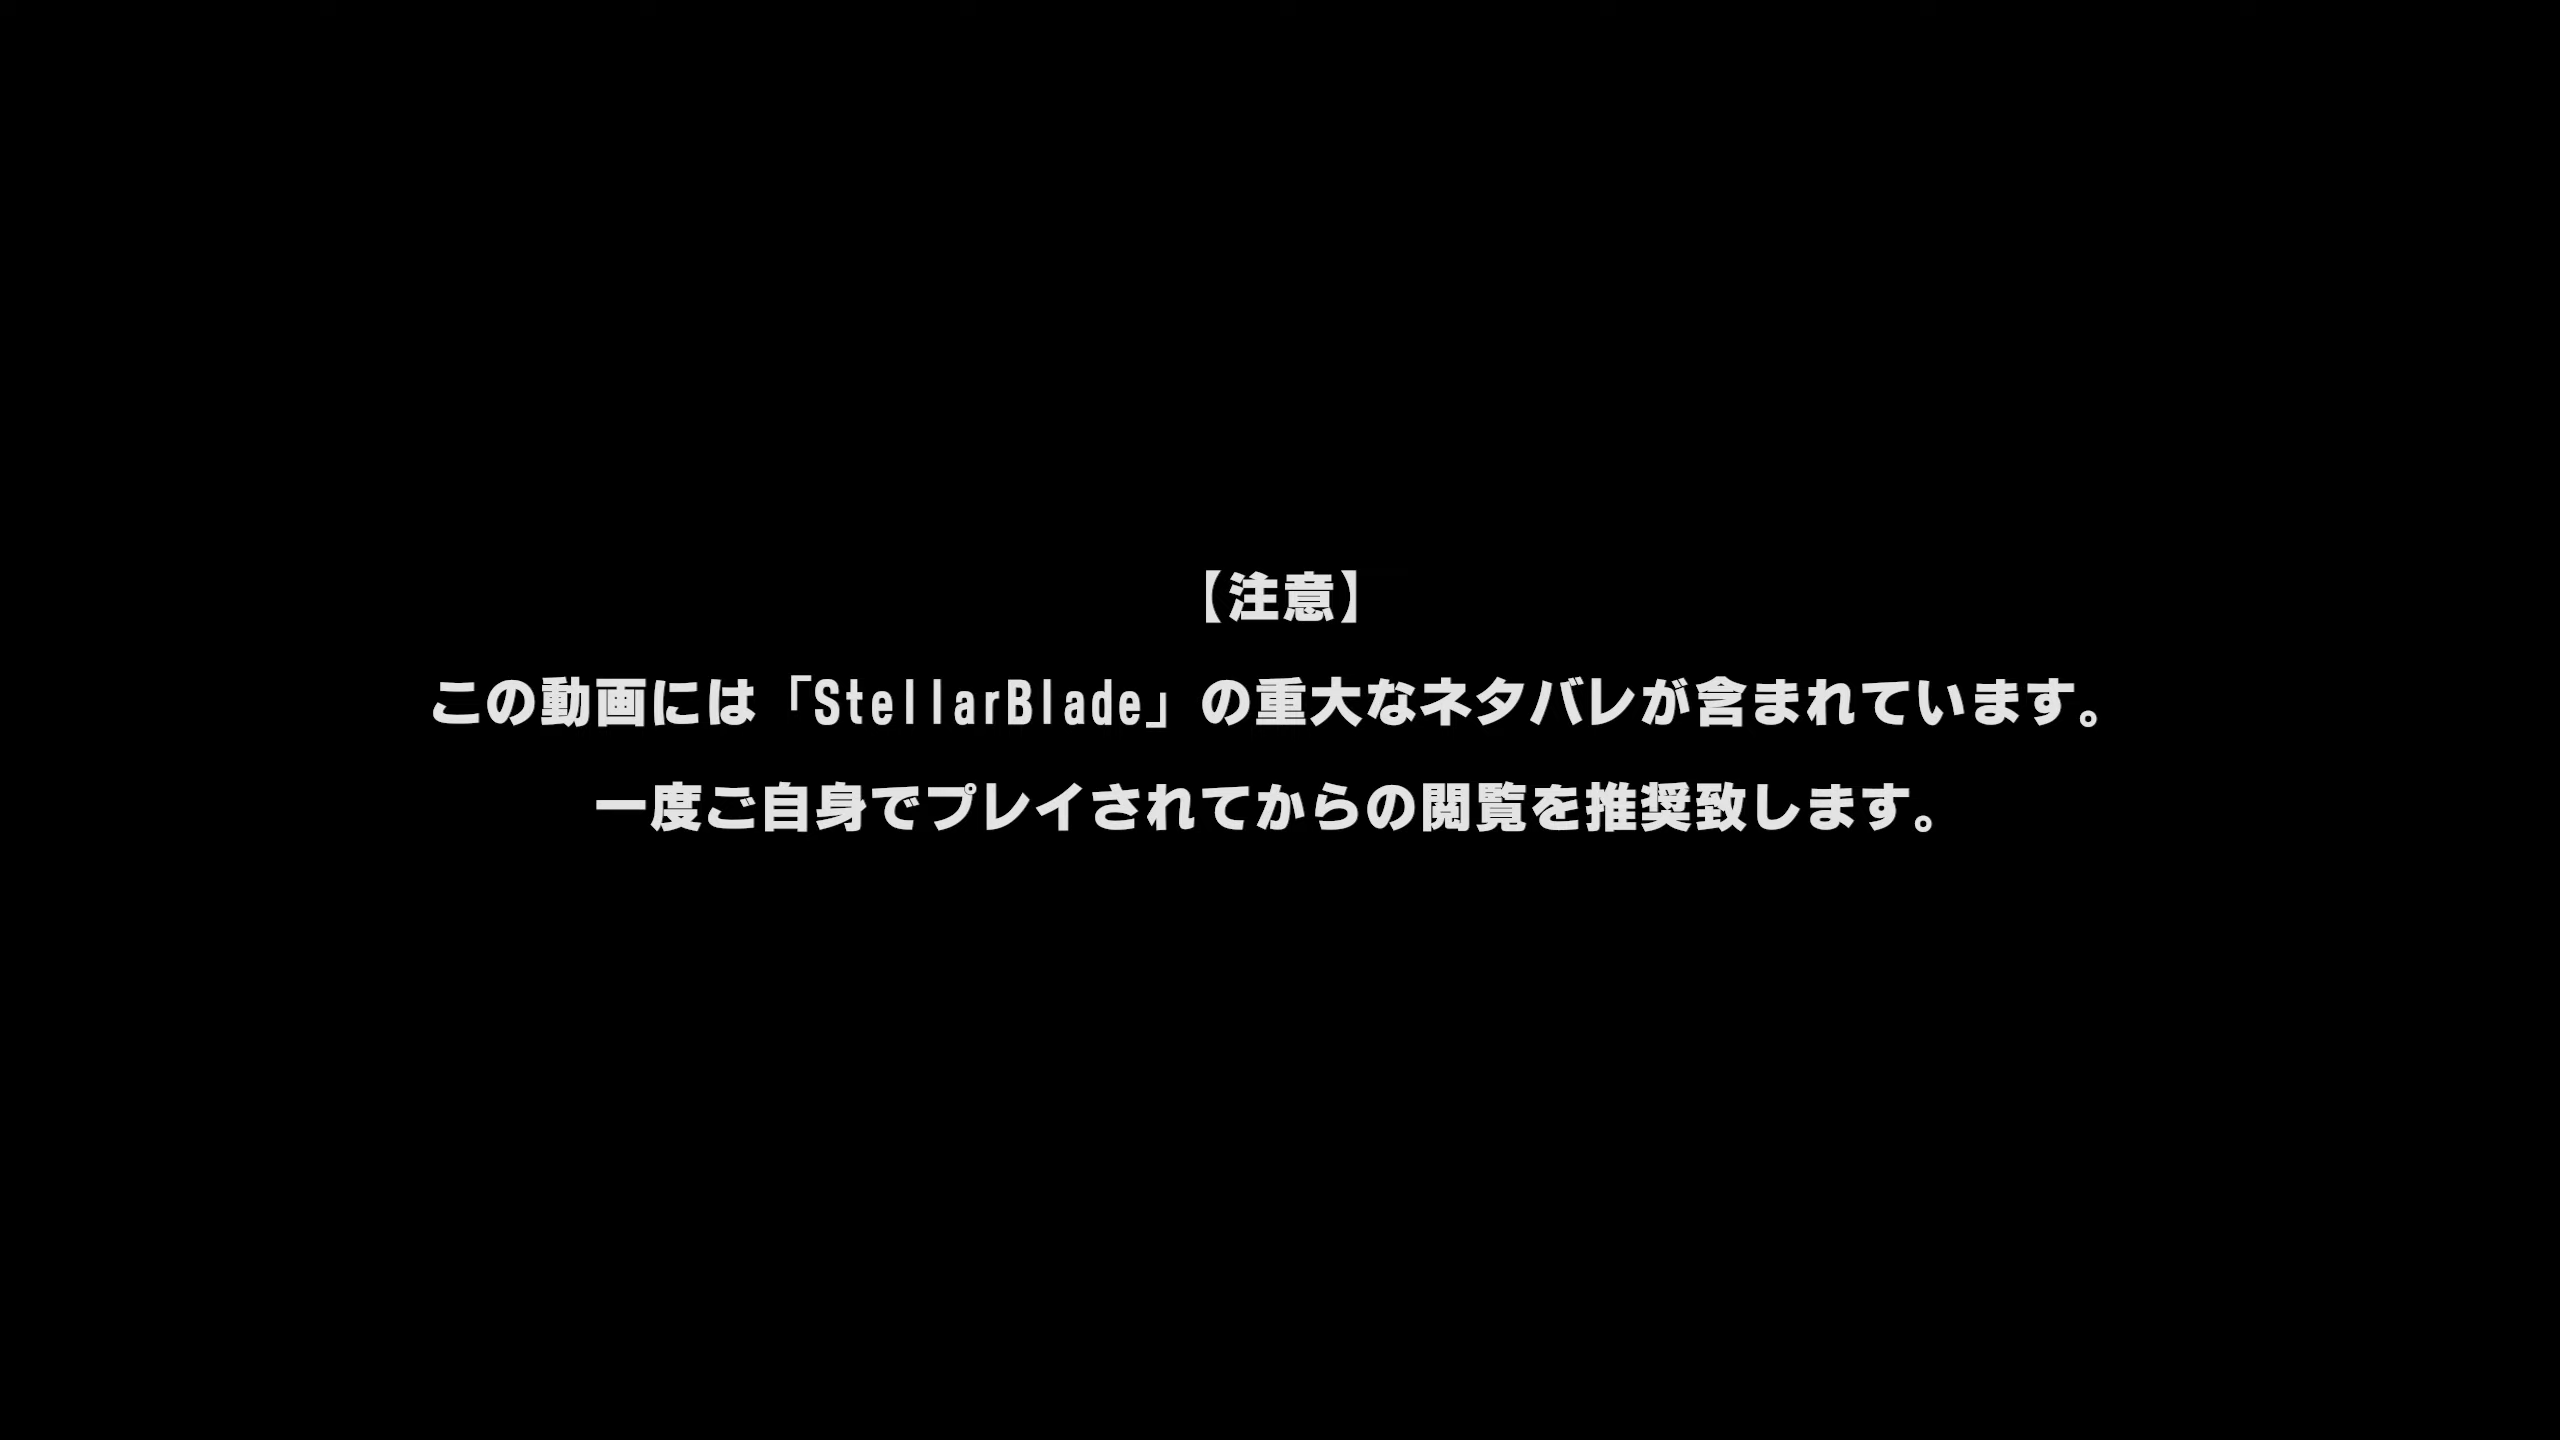 【注意】
この動画には「StellarBlade」の重大なネタバレが含まれています。
一度ご自身でプレイされてからの閲覧を推奨致します。